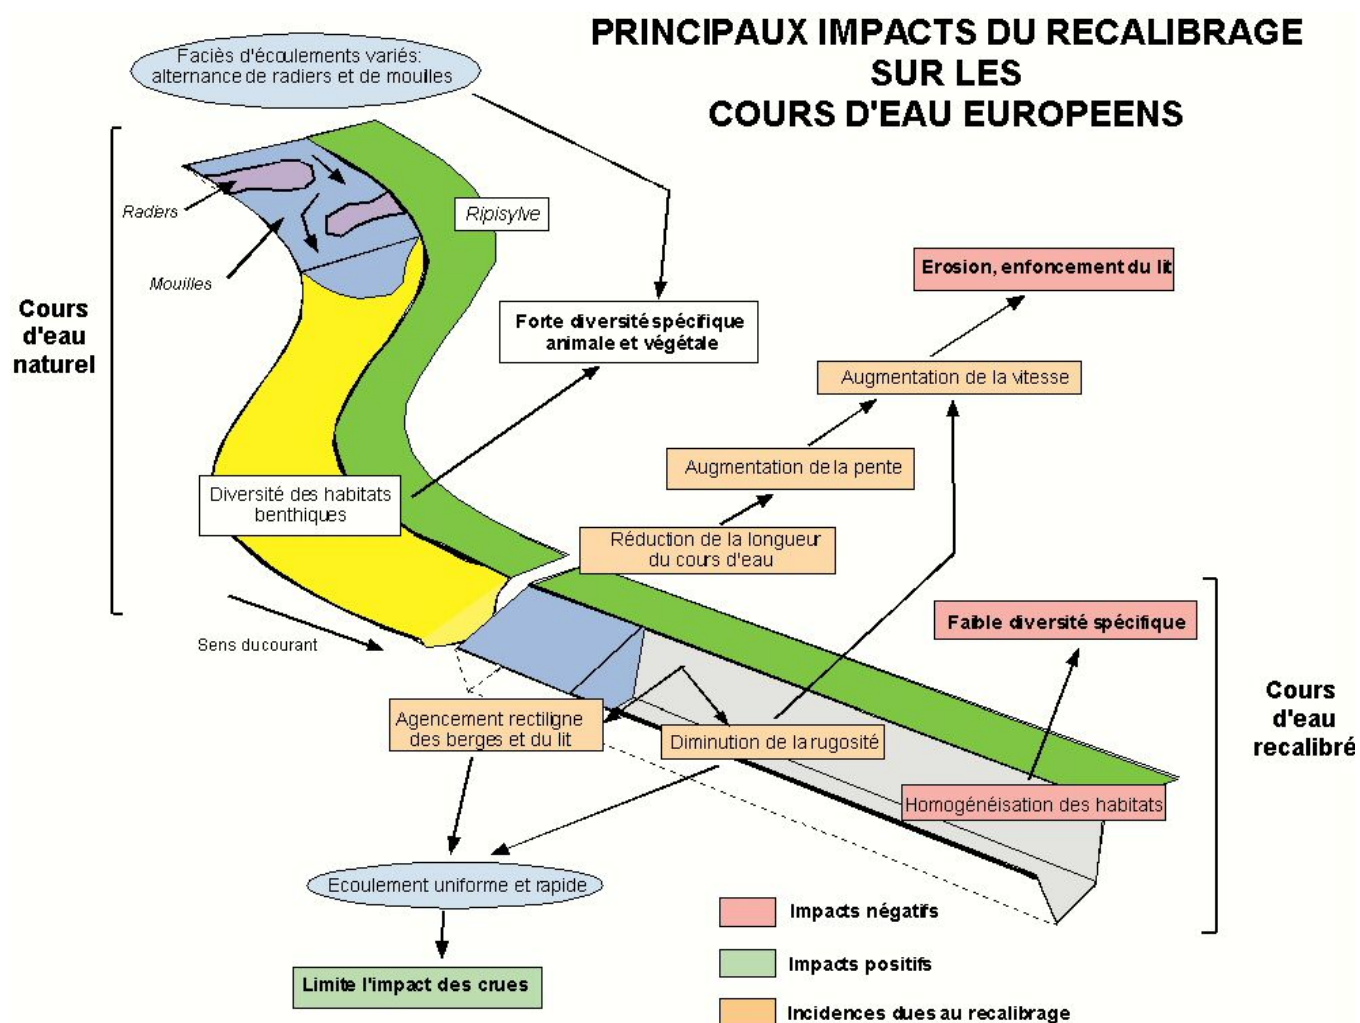 PRINCIPAUX IMPACTS DU RECALIBRAGE
SUR LES
COURS D'EAU EUROPEENS
Faciès d'écoulements variés:
alternance de radiers et de mouilles
Radiers
Mouilles
Ripisylve
Cours
d'eau
naturel
Erosion, enfoncement du lit
Forte diversité spécifique
animale et végétale
Augmentation de la vitesse
Augmentation de la pente
Diversité des habitats
benthiques
Réduction de la longueur
du cours d'eau
Sens du courant
Faible diversité spécifique
Cours
d'eau
recalibré
Agencement rectiligne
des berges et du lit
Diminution de la rugosité
Homogénéisation des habitats
Ecoulement uniforme et rapide
Limite l'impact des crues
Impacts négatifs
Impacts positifs
Incidences dues au recalibrage